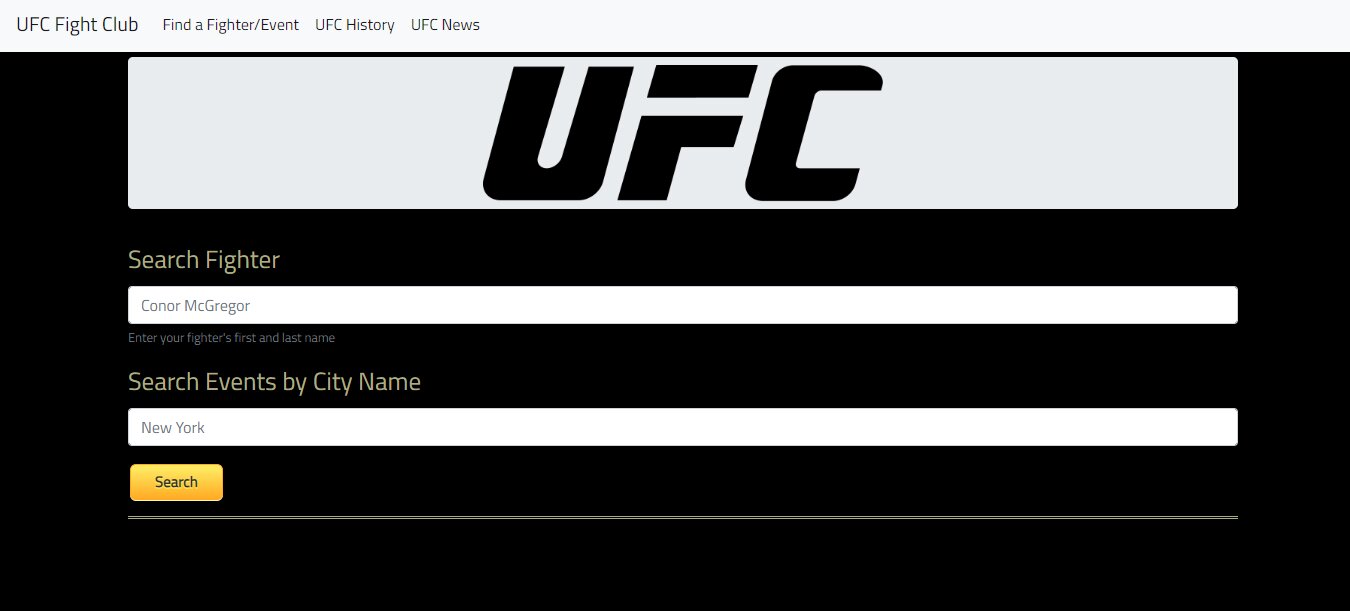 UFC Fight Club Find a Fighter/Event UFC History UFC News
UFC
Search Fighter
Conor McGregor
Enter your fighter's first and last name
Search Events by City Name
New York
Search